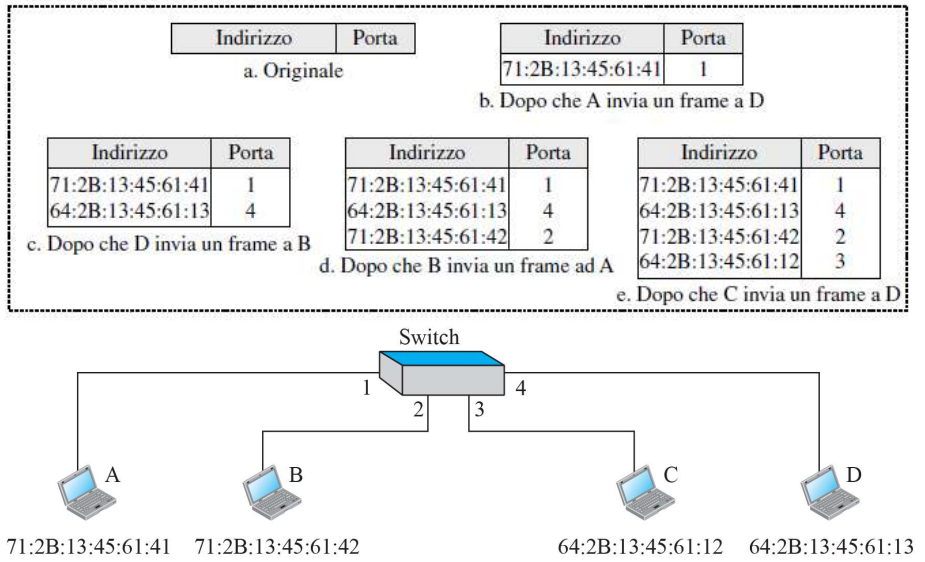 Indirizzo Porta
a. Originale
Indirizzo Porta
71:2B:13:45:61:41 1
b. Dopo che A invia un frame a D
Indirizzo Porta
71:2B:13:45:61:41 1
64:2B:13:45:61:13 4
c. Dopo che D invia un frame a B
Indirizzo Porta
71:2B:13:45:61:41 1
64:2B:13:45:61:13 4
71:2B:13:45:61:42 2
d. Dopo che B invia un frame ad A
Indirizzo Porta
71:2B:13:45:61:41 1
64:2B:13:45:61:13 4
71:2B:13:45:61:42 2
64:2B:13:45:61:12 3
e. Dopo che C invia un frame a D
Switch
1 2 3 4
A B C D
71:2B:13:45:61:41 71:2B:13:45:61:42 64:2B:13:45:61:12 64:2B:13:45:61:13